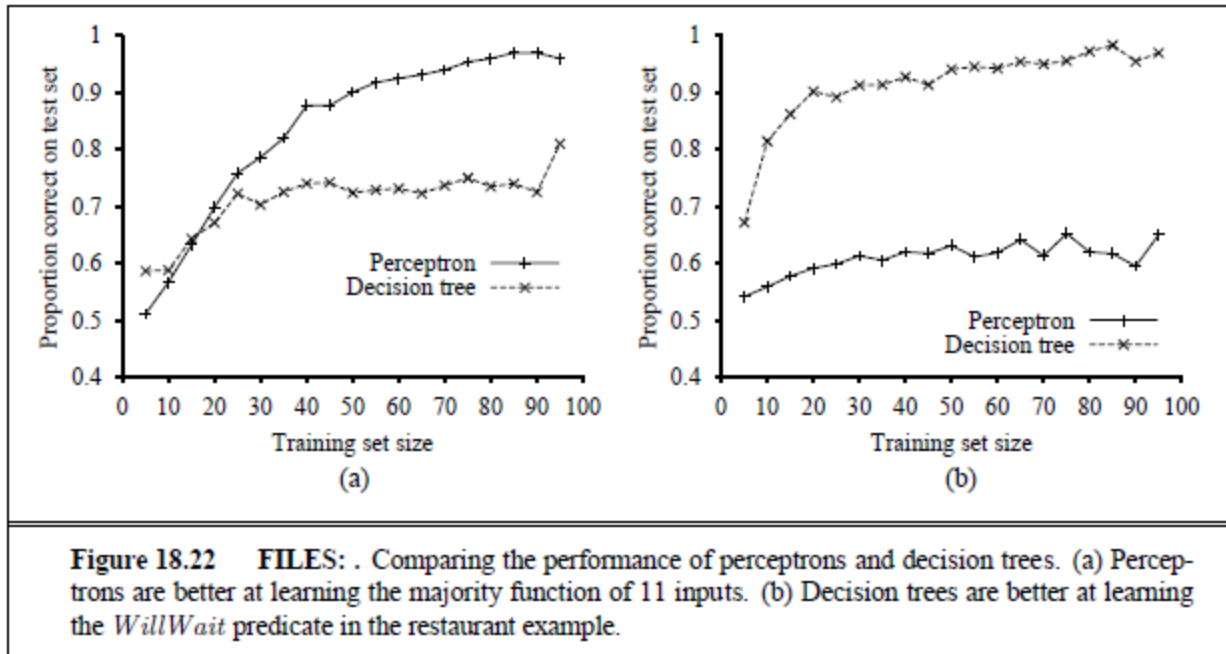 1
0.9
0.8
0.7
0.6
0.5
0.4
Proportion correct on test set
Perceptron
Decision tree
0 10 20 30 40 50 60 70 80 90 100
Training set size
(a)
1
0.9
0.8
0.7
0.6
0.5
0.4
Proportion correct on test set
Perceptron
Decision tree
0 10 20 30 40 50 60 70 80 90 100
Training set size
(b)
Figure 18.22 FILES: . Comparing the performance of perceptrons and decision trees. (a) Percep-
trons are better at learning the majority function of 11 inputs. (b) Decision trees are better at learning
the WillWait predicate in the restaurant example.